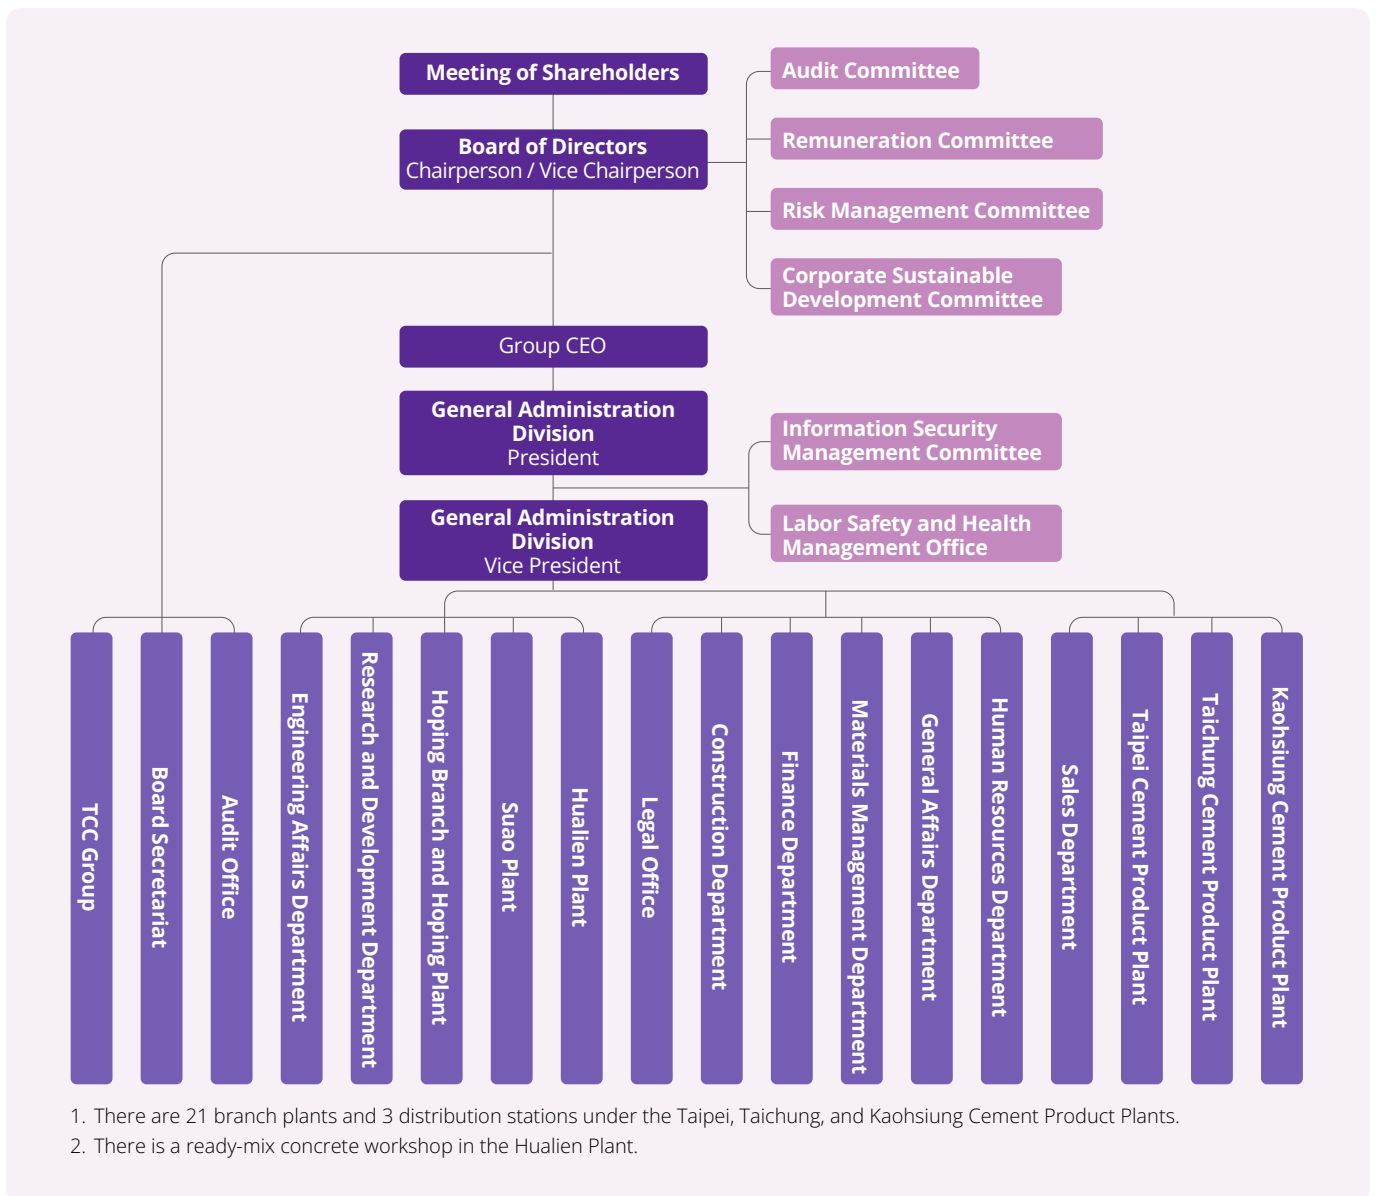 Meeting of Shareholders
Board of Directors
Chairperson / Vice Chairperson
Audit Committee
Remuneration Committee
Risk Management Committee
Corporate Sustainable
Development Committee
Group CEO
General Administration
Division
President
Information Security
Management Committee
Labor Safety and Health
Management Office
General Administration
Division
Vice President
TCC Group
Board Secretariat
Audit Office
Engineering Affairs Department
Research and Development Department
Hoping Branch and Hoping Plant
Suao Plant
Hualien Plant
Legal Office
Construction Department
Finance Department
Materials Management Department
General Affairs Department
Human Resources Department
Sales Department
Taipei Cement Product Plant
Taichung Cement Product Plant
Kaohsiung Cement Product Plant
1. There are 21 branch plants and 3 distribution stations under the Taipei, Taichung, and Kaohsiung Cement Product Plants.
2. There is a ready-mix concrete workshop in the Hualien Plant.